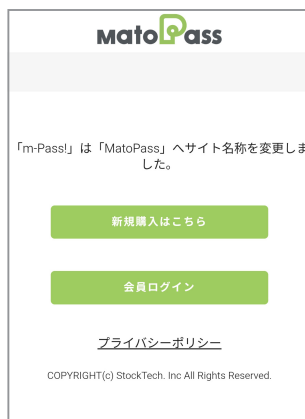 MatoPass
「m-Pass!」は「MatoPass」へサイト名称を変更しま
した。
新規購入はこちら
会員ログイン
プライバシーポリシー
COPYRIGHT(c) StockTech. Inc All Rights Reserved.